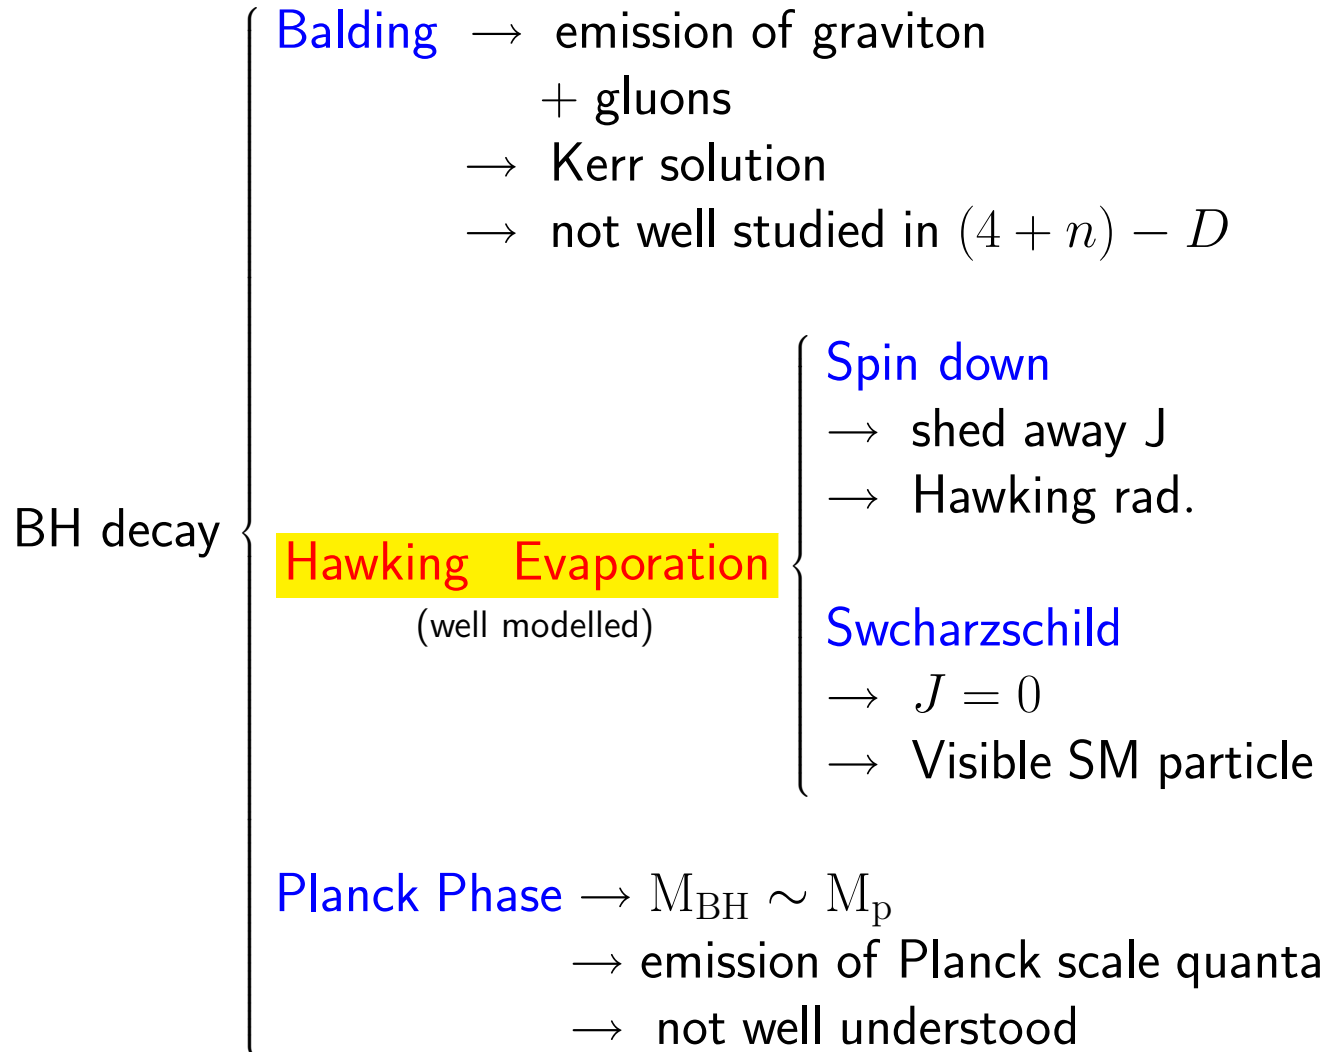 Balding → emission of graviton
+ gluons
→ Kerr solution
→ not well studied in (4 + n) − D
BH decay
Hawking Evaporation
(well modelled)
Spin down
→ shed away J
→ Hawking rad.
Swcharzschild
→ J = 0
→ Visible SM particle
Planck Phase → M_BH ∼ M_p
→ emission of Planck scale quanta
→ not well understood